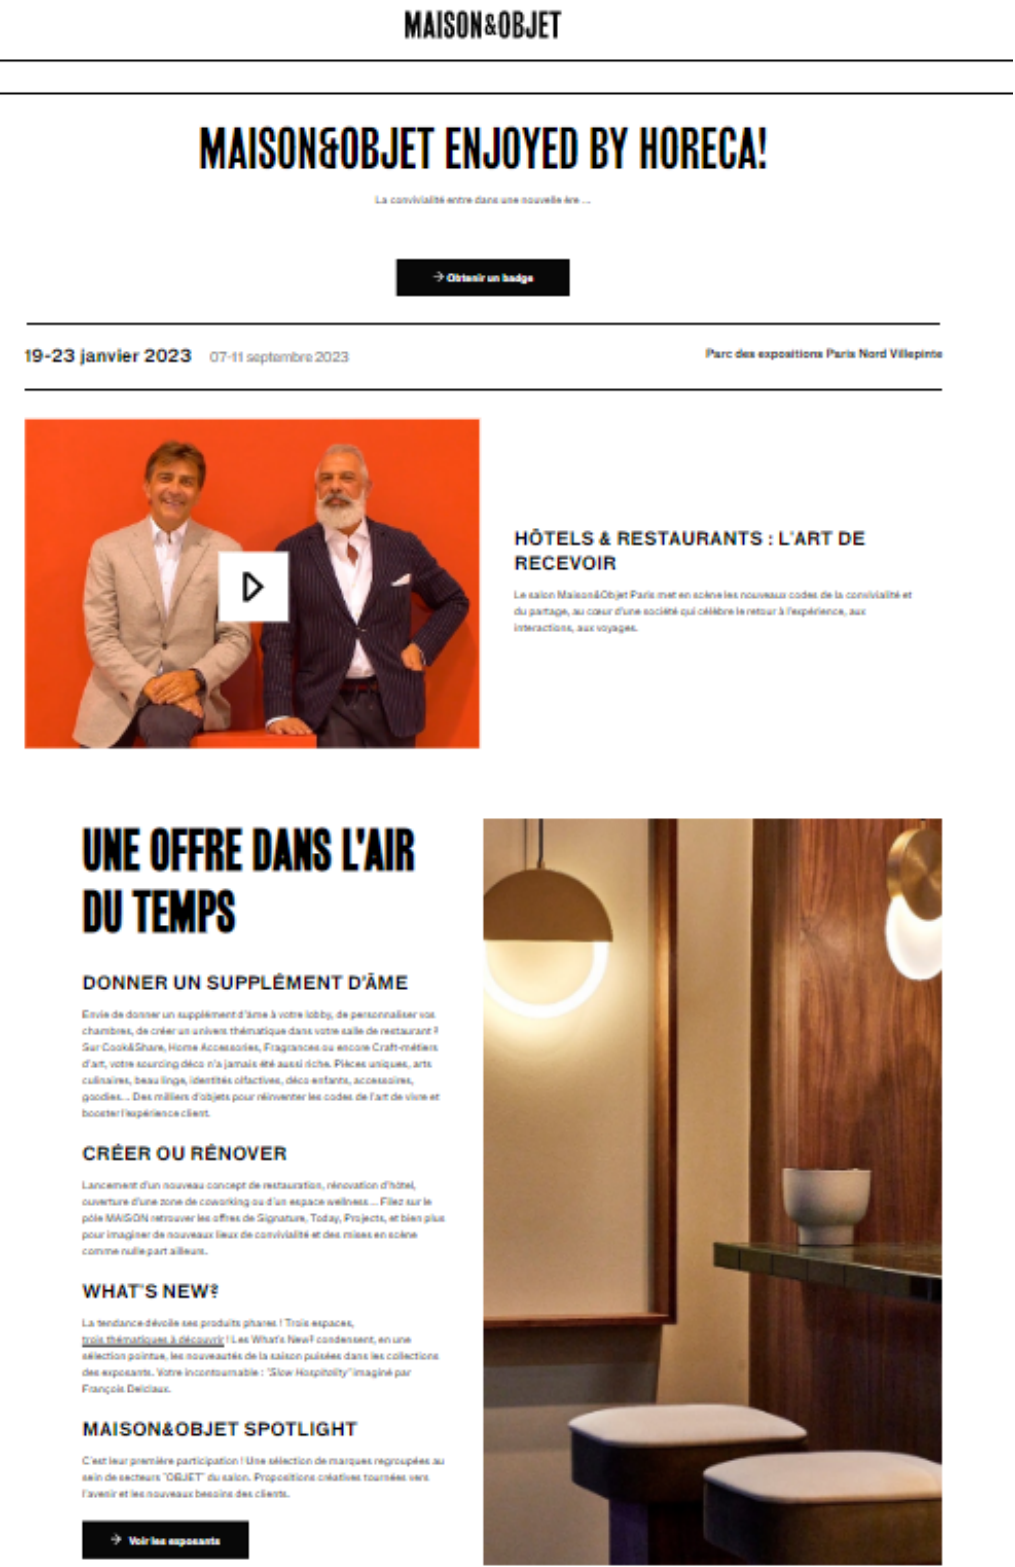 MAISON&OBJET
MAISON&OBJET ENJOYED BY HORECA!
La convivialité entre dans une nouvelle ère ...
→ Obtenir un badge
19-23 janvier 2023 07-11 septembre 2023
Parc des expositions Paris Nord Villepinte
HÔTELS & RESTAURANTS : L'ART DE
RECEVOIR
Le salon Maison&Objet Paris met en scène les nouveaux codes de la convivialité et
du partage, au cœur d'une société qui célèbre le retour à l'expérience, aux
interactions, aux voyages.
UNE OFFRE DANS L'AIR
DU TEMPS
DONNER UN SUPPLÉMENT D'ÂME
Envie de donner un supplément d'âme à votre lobby, de personnaliser vos
chambres, de créer un univers thématique dans votre salle de restaurant ?
Sur Cook&Share, Home Accessories, Fragrances ou encore Craft-métiers
d'art, votre sourcing déco n'a jamais été aussi riche. Pièces uniques, arts
culinaires, beau linge, identités olfactives, déco enfants, accessoires,
goodies... Des milliers d'objets pour réinventer les codes de l'art de vivre et
booster l'expérience client.
CRÉER OU RÉNOVER
Lancement d'un nouveau concept de restauration, rénovation d'hôtel,
ouverture d'une zone de coworking ou d'un espace wellness ... Filez sur le
pôle MAISON retrouver les offres de Signature, Today, Projects, et bien plus
pour imaginer de nouveaux lieux de convivialité et des mises en scène
comme nulle part ailleurs.
WHAT'S NEW?
La tendance dévoile ses produits phares ! Trois espaces,
trois thématiques à découvrir ! Les What's New? condensent, en une
sélection pointue, les nouveautés de la saison puisées dans les collections
des exposants. Votre incontournable : "Slow Hospitality" imaginé par
François Delclaux.
MAISON&OBJET SPOTLIGHT
C'est leur première participation ! Une sélection de marques regroupées au
sein de secteurs "OBJET" du salon. Propositions créatives tournées vers
l'avenir et les nouveaux besoins des clients.
→ Voir les exposants